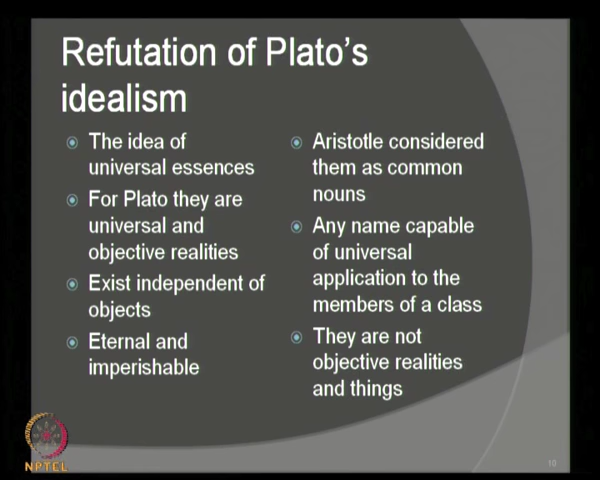 Refutation of Plato's
idealism
The idea of
universal essences
For Plato they are
universal and
objective realities
Exist independent of
objects
Eternal and
imperishable
Aristotle considered
them as common
nouns
Any name capable
of universal
application to the
members of a class
They are not
objective realities
and things
NPTEL
10